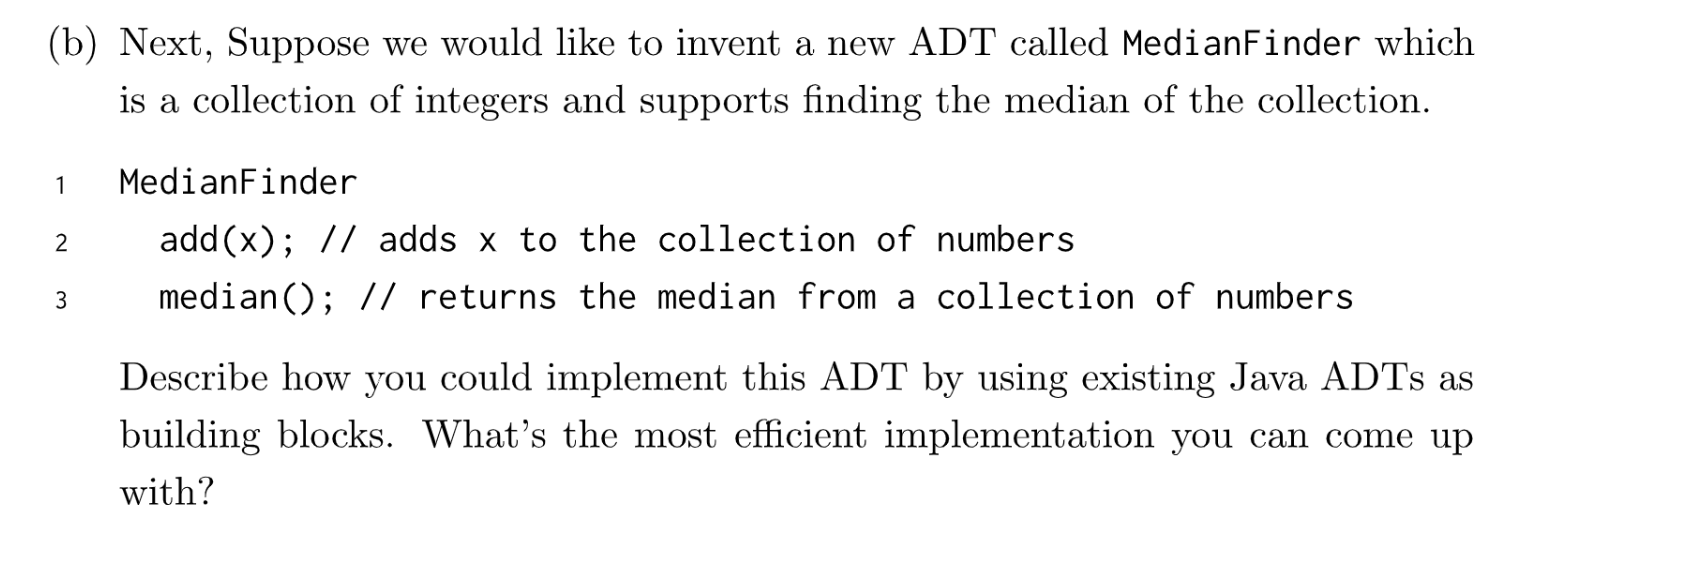 (b) Next, Suppose we would like to invent a new ADT called MedianFinder which
is a collection of integers and supports finding the median of the collection.
1 MedianFinder
2 add(x); // adds x to the collection of numbers
3 median(); // returns the median from a collection of numbers
Describe how you could implement this ADT by using existing Java ADTs as
building blocks. What's the most efficient implementation you can come up
with?